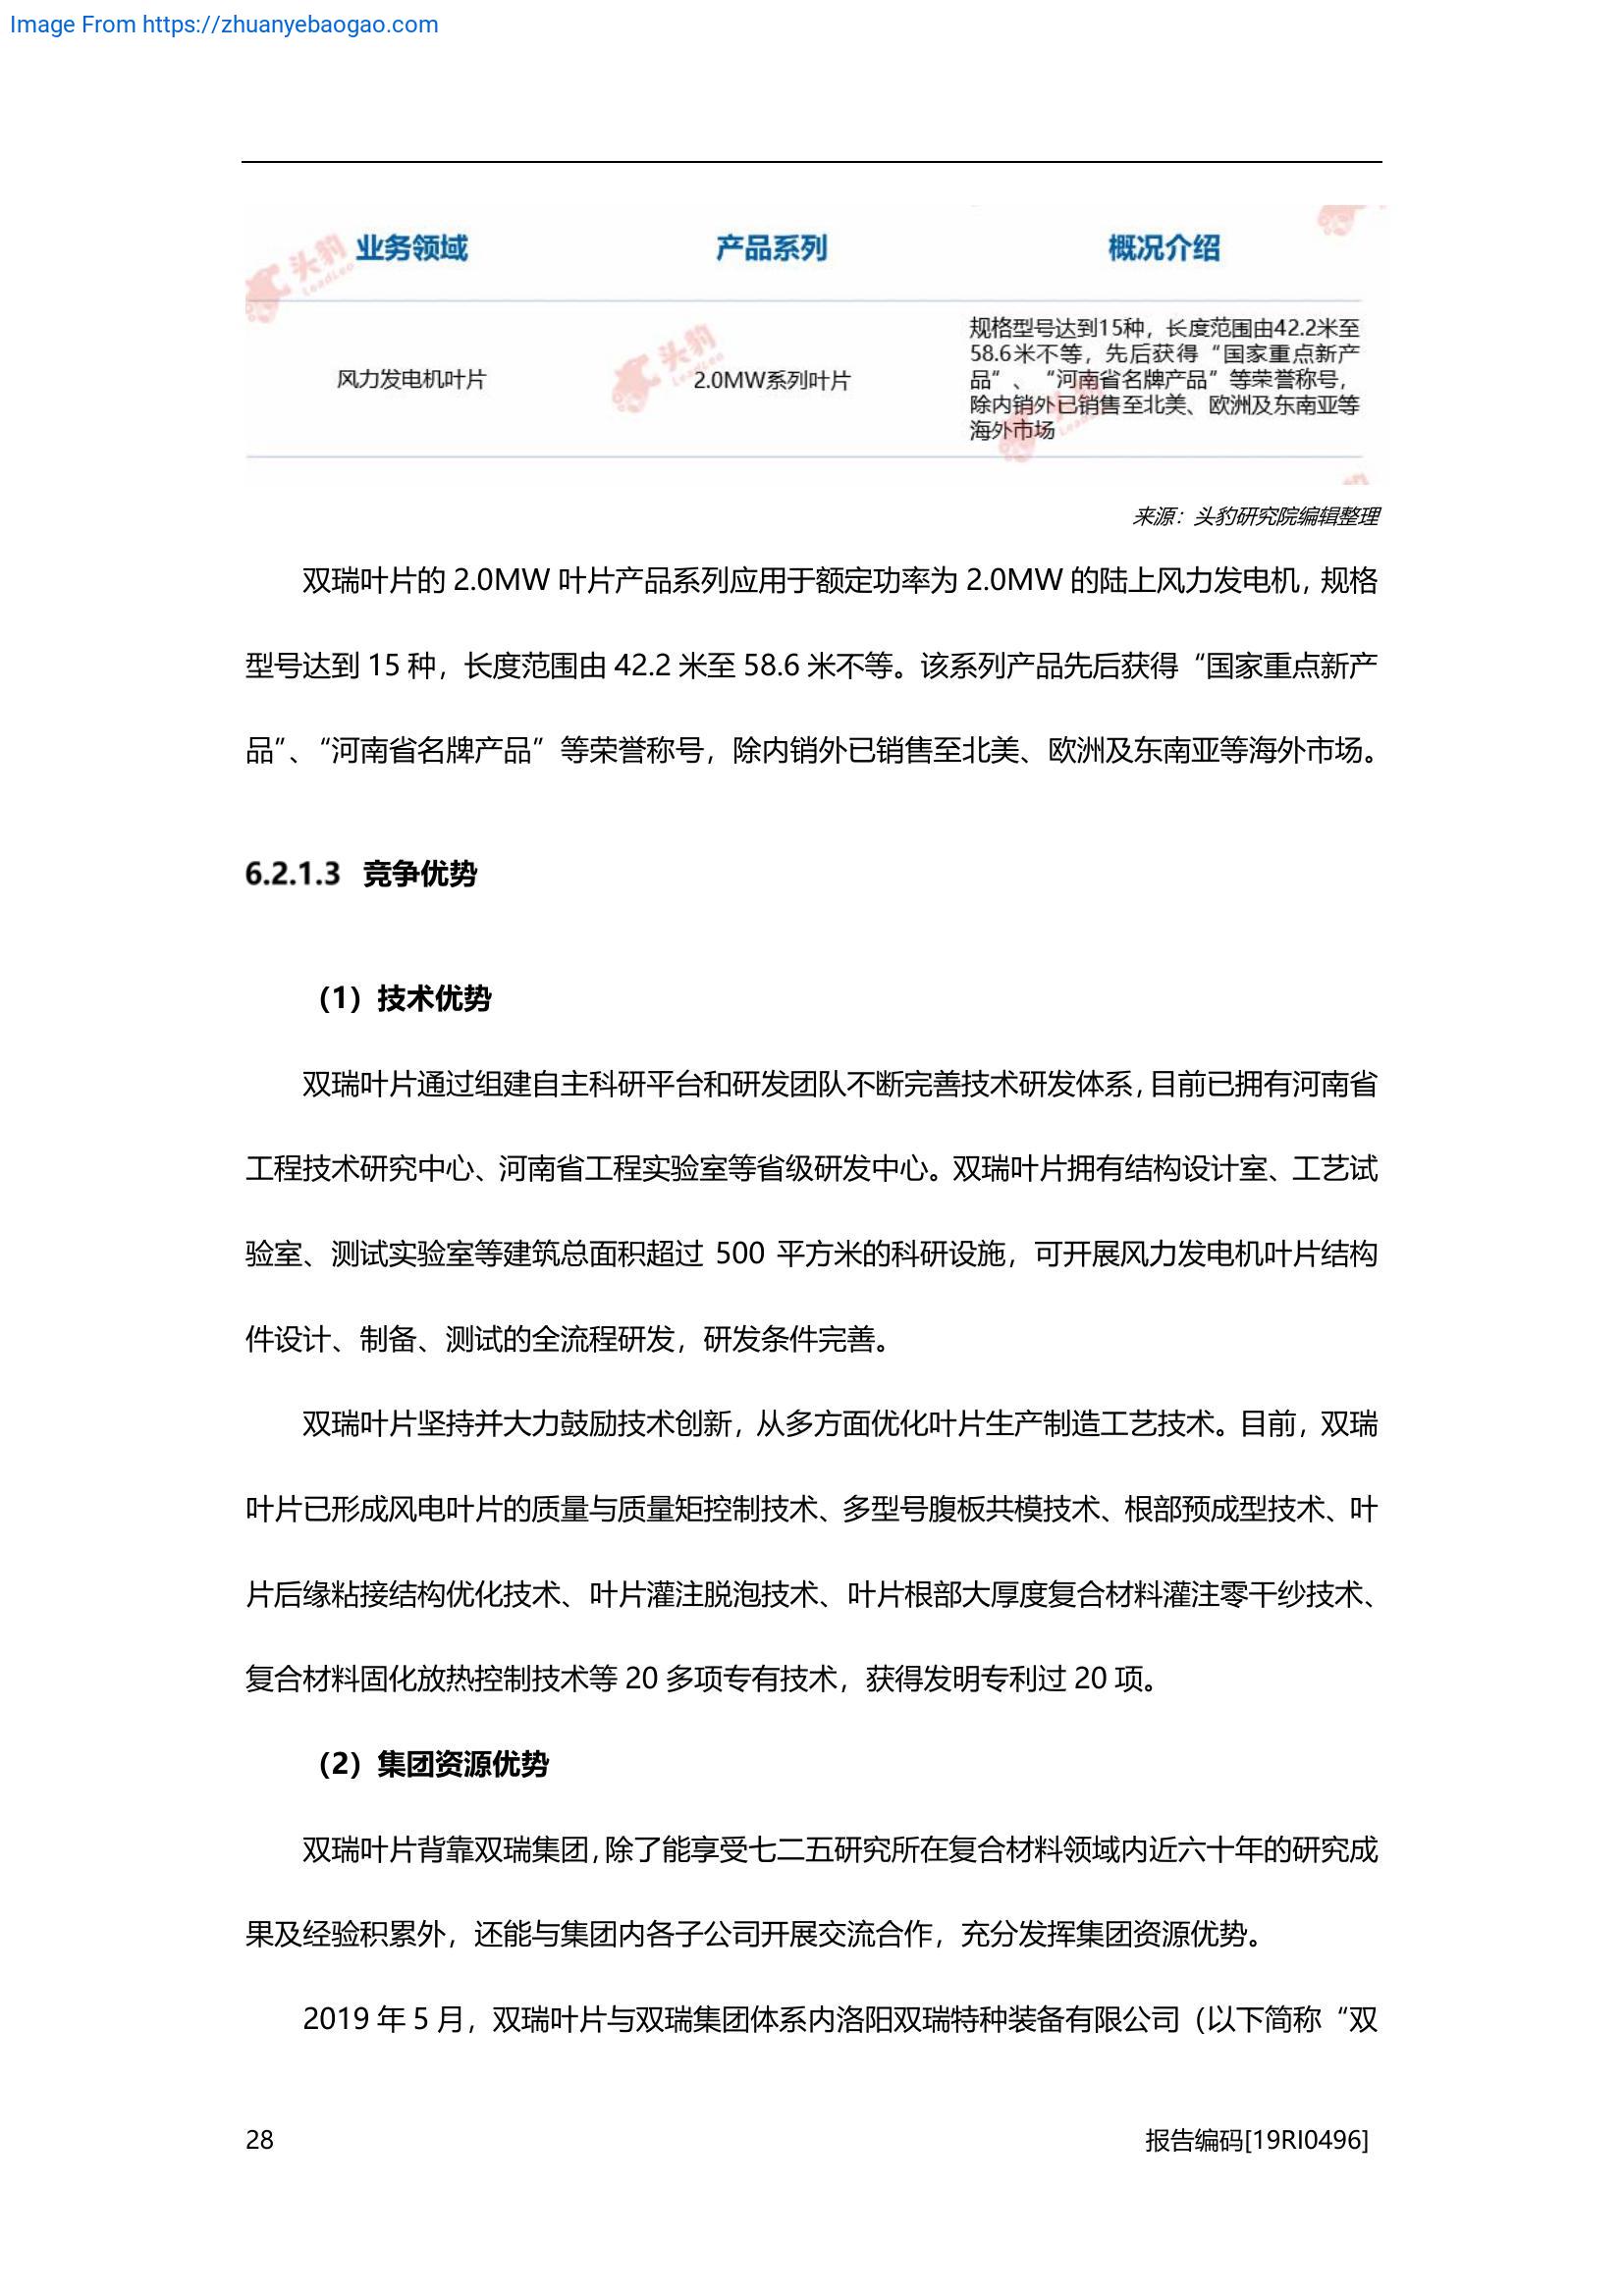 Image From https://zhuanyebaogao.com
业务领域 产品系列 概况介绍
风力发电机叶片 2.0MW系列叶片
规格型号达到15种，长度范围由42.2米至
58.6米不等，先后获得“国家重点新产
品”、“河南省名牌产品”等荣誉称号，
除内销外已销售至北美、欧洲及东南亚等
海外市场
头豹
LeadLeo
头豹
LeadLeo
头豹
来源：头豹研究院编辑整理
双瑞叶片的 2.0MW 叶片产品系列应用于额定功率为 2.0MW 的陆上风力发电机，规格
型号达到 15 种，长度范围由 42.2 米至 58.6 米不等。该系列产品先后获得“国家重点新产
品”、“河南省名牌产品”等荣誉称号，除内销外已销售至北美、欧洲及东南亚等海外市场。
6.2.1.3 竞争优势
（1）技术优势
双瑞叶片通过组建自主科研平台和研发团队不断完善技术研发体系，目前已拥有河南省
工程技术研究中心、河南省工程实验室等省级研发中心。双瑞叶片拥有结构设计室、工艺试
验室、测试实验室等建筑总面积超过 500 平方米的科研设施，可开展风力发电机叶片结构
件设计、制备、测试的全流程研发，研发条件完善。
双瑞叶片坚持并大力鼓励技术创新，从多方面优化叶片生产制造工艺技术。目前，双瑞
叶片已形成风电叶片的质量与质量矩控制技术、多型号腹板共模技术、根部预成型技术、叶
片后缘粘接结构优化技术、叶片灌注脱泡技术、叶片根部大厚度复合材料灌注零干纱技术、
复合材料固化放热控制技术等 20 多项专有技术，获得发明专利过 20 项。
（2）集团资源优势
双瑞叶片背靠双瑞集团，除了能享受七二五研究所在复合材料领域内近六十年的研究成
果及经验积累外，还能与集团内各子公司开展交流合作，充分发挥集团资源优势。
2019 年 5 月，双瑞叶片与双瑞集团体系内洛阳双瑞特种装备有限公司（以下简称“双
28 报告编码[19RI0496]